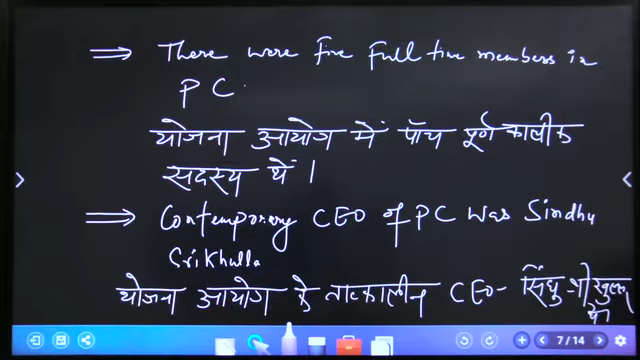 ⇒ There were five full time members in
PC.
योजना आयोग में पाँच पूर्ण कालीक
सदस्य थें ।
⇒ Contemporary CEO of PC was Sindhu
Srikhulla
योजना आयोग के तात्कालीन CEO - सिंधु श्री खुल्लर
थे
7/14